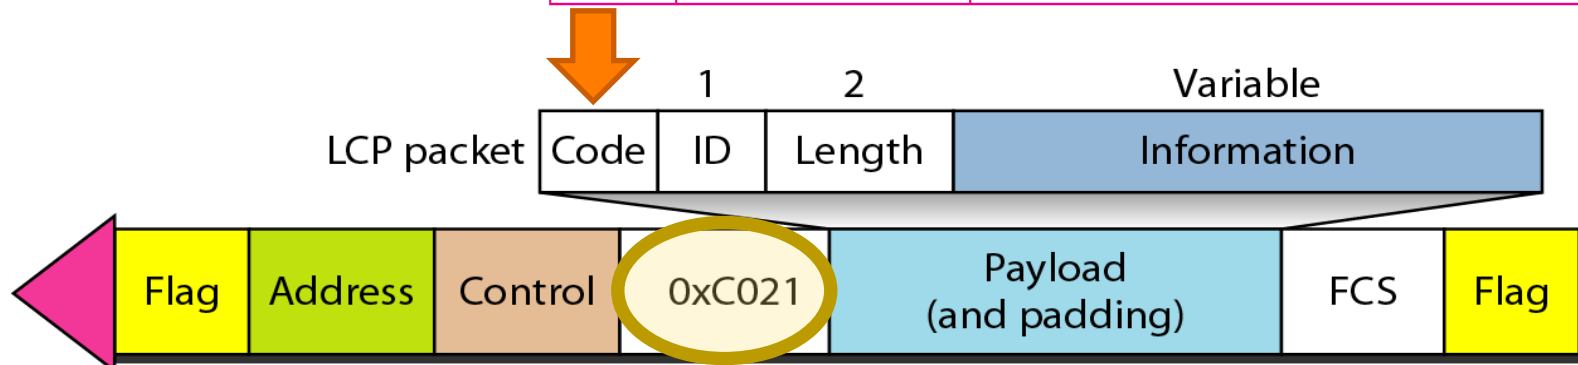 1 2 Variable
LCP packet Code ID Length Information
Flag Address Control 0xC021 Payload (and padding) FCS Flag